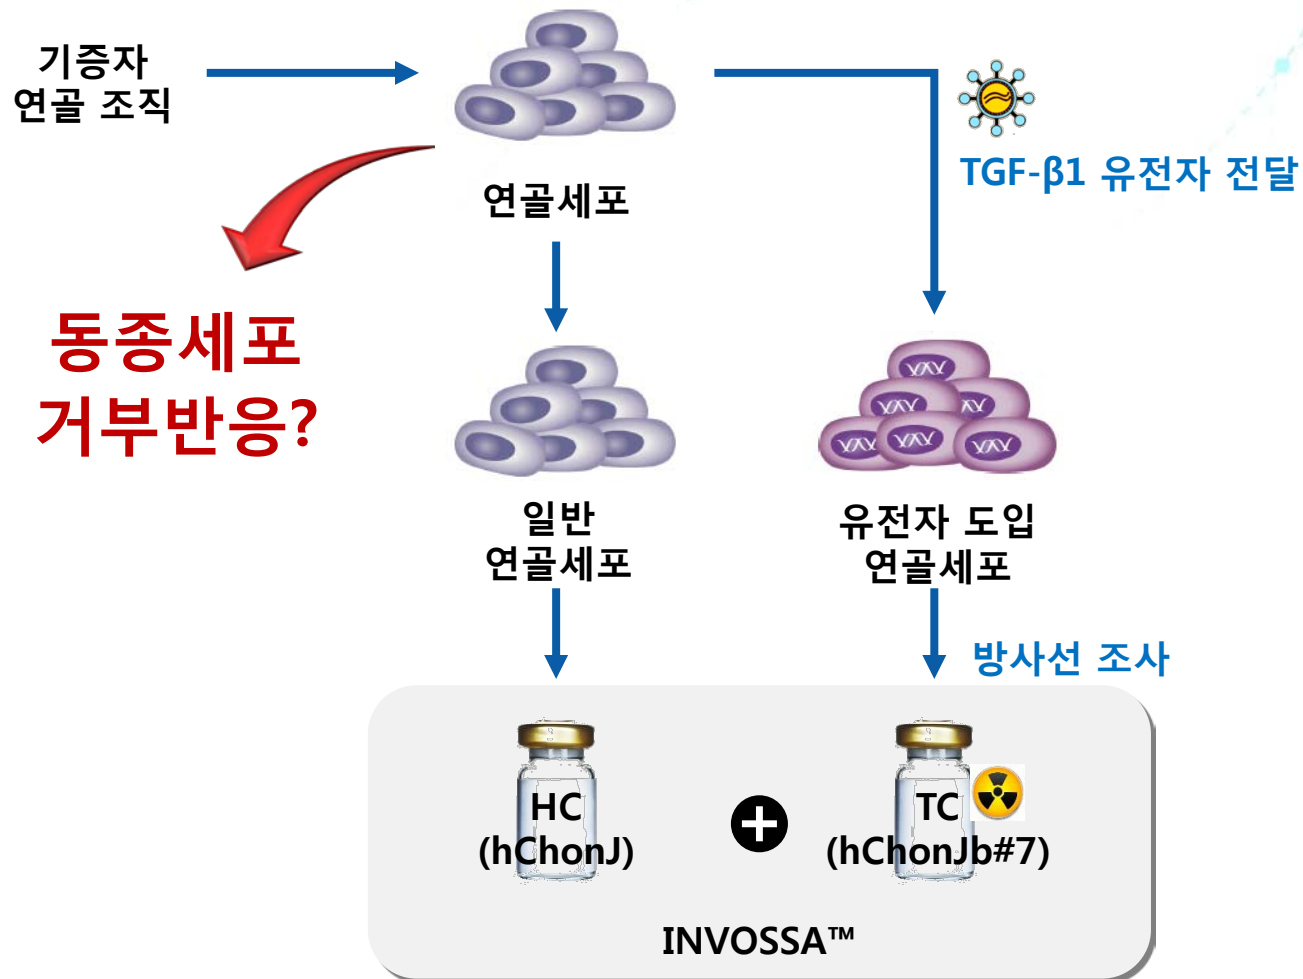 기증자
연골 조직
연골세포
TGF-β1 유전자 전달
동종세포
거부반응?
일반
연골세포
유전자 도입
연골세포
방사선 조사
HC
(hChonJ)
TC
(hChonJb#7)
INVOSSA™